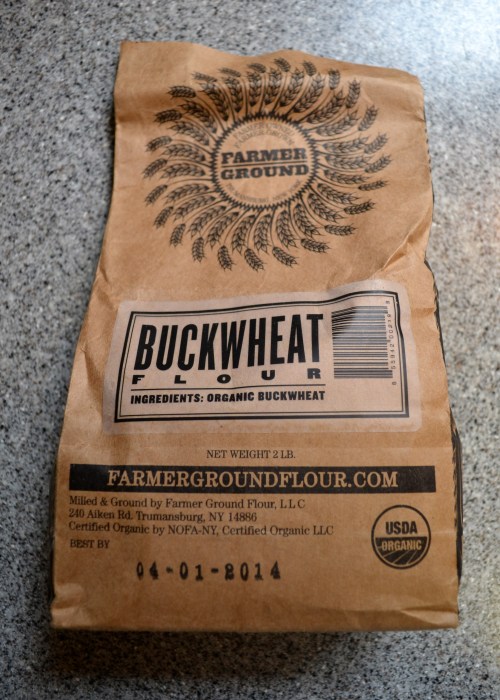 FARMER
GROUND
BUCKWHEAT
FLOUR
INGREDIENTS: ORGANIC BUCKWHEAT
NET WEIGHT 2 LB.
FARMERGROUNDFLOUR.COM
Milled & Ground by Farmer Ground Flour, L L C
240 Aiken Rd. Trumansburg, NY 14886
Certified Organic by NOFA-NY, Certified Organic LLC
BEST BY
04-01-2014
USDA
ORGANIC